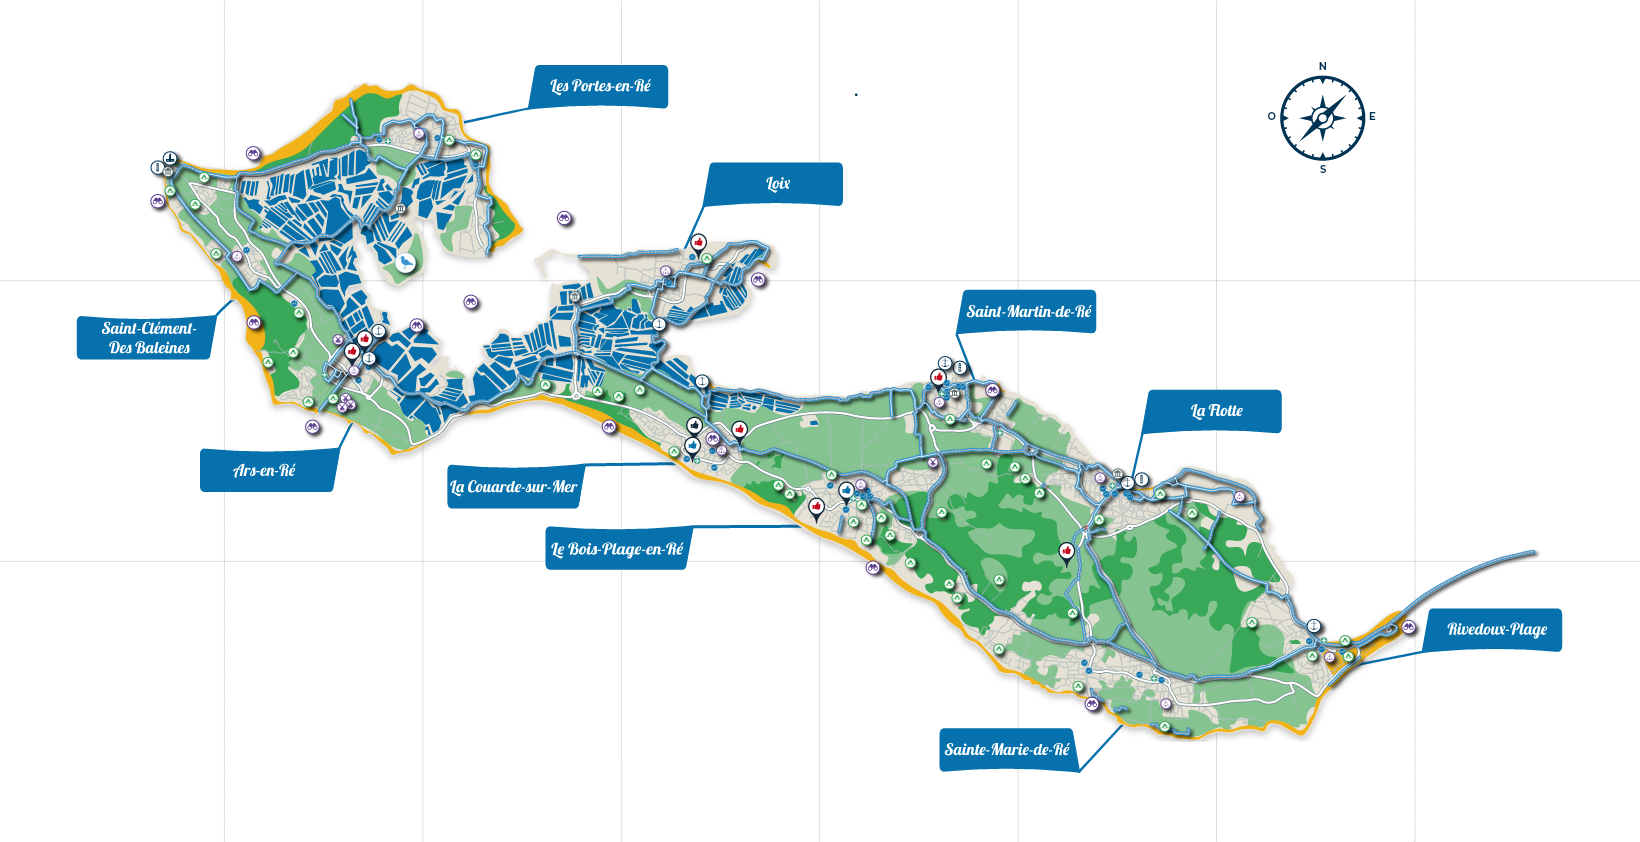 N
O
E
S
Les Portes-en-Ré
Loix
Saint-Martin-de-Ré
Saint-Clément-
Des Baleines
La Flotte
Ars-en-Ré
La Couarde-sur-Mer
Le Bois-Plage-en-Ré
Rivedoux-Plage
Sainte-Marie-de-Ré